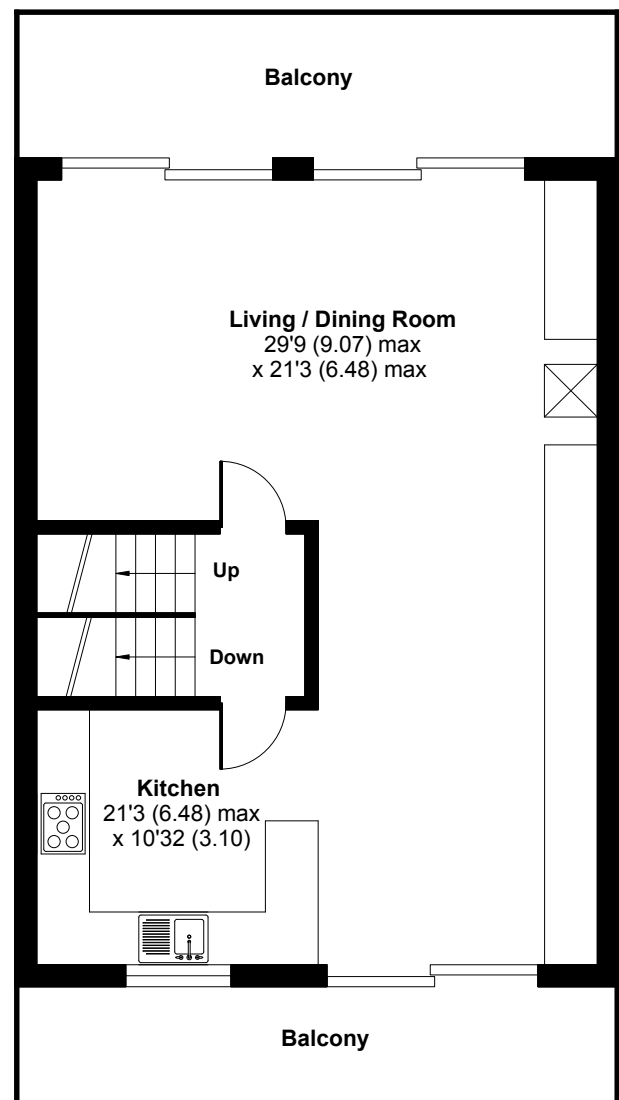 Balcony
Living / Dining Room
29'9 (9.07) max
x 21'3 (6.48) max
Up
Down
Kitchen
21'3 (6.48) max
x 10'32 (3.10)
Balcony